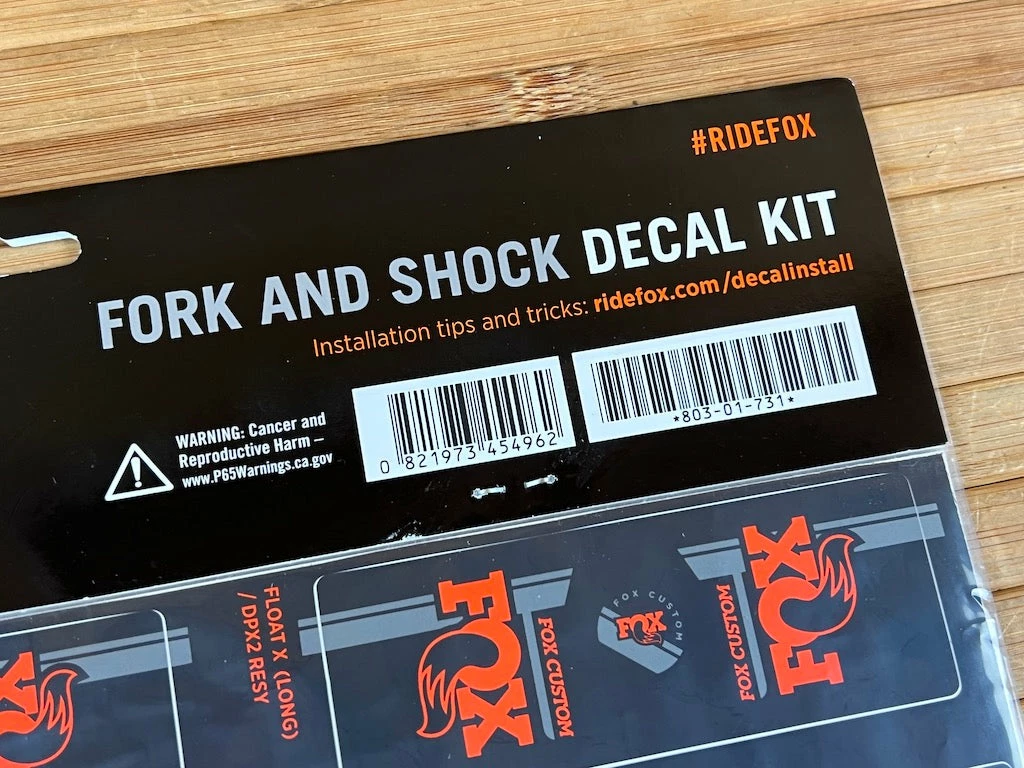 #RIDEFOX
FORK AND SHOCK DECAL KIT
Installation tips and tricks: ridefox.com/decalinstall
WARNING: Cancer and
Reproductive Harm –
www.P65Warnings.ca.gov
0 821973 454962
*803-01-731*
FLOAT X (LONG)
/ DPX2 RESY
FOX
FOX CUSTOM
FOX CUSTOM
FOX
FOX CUSTOM
FOX